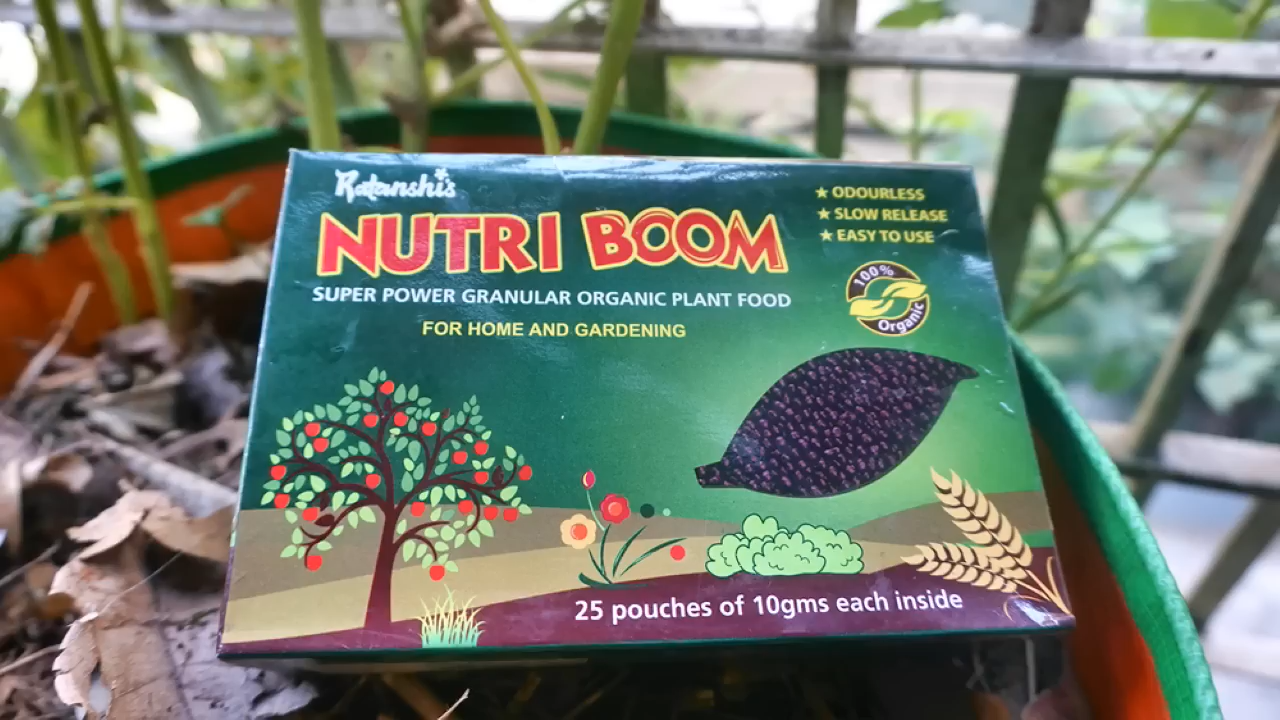 Ratanshi's
NUTRI BOOM
SUPER POWER GRANULAR ORGANIC PLANT FOOD
FOR HOME AND GARDENING
★ ODOURLESS
★ SLOW RELEASE
★ EASY TO USE
100%
Organic
25 pouches of 10gms each inside